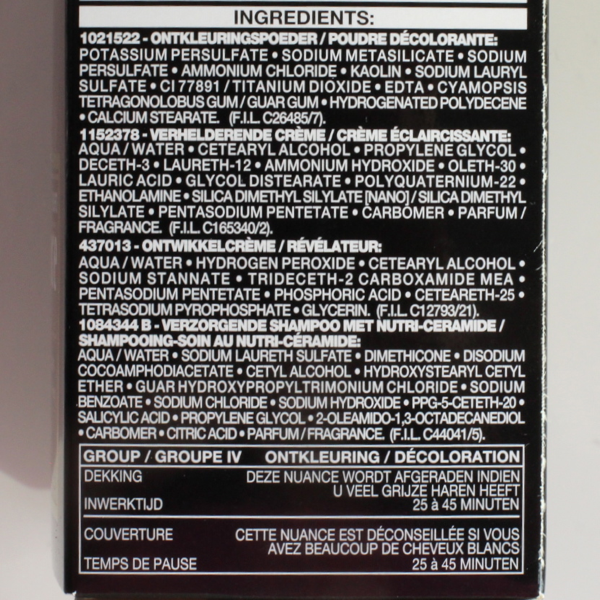 INGREDIENTS:
1021522 - ONTKLEURINGSPOEDER / POUDRE DÉCOLORANTE:
POTASSIUM PERSULFATE • SODIUM METASILICATE • SODIUM
PERSULFATE • AMMONIUM CHLORIDE • KAOLIN • SODIUM LAURYL
SULFATE • CI 77891 / TITANIUM DIOXIDE • EDTA • CYAMOPSIS
TETRAGONOLOBUS GUM / GUAR GUM • HYDROGENATED POLYDECENE
• CALCIUM STEARATE. (F.I.L. C26485/7).
1152378 - VERHELDERENDE CRÈME / CRÈME ÉCLAIRCISSANTE:
AQUA / WATER • CETEARYL ALCOHOL • PROPYLENE GLYCOL •
DECETH-3 • LAURETH-12 • AMMONIUM HYDROXIDE • OLETH-30 •
LAURIC ACID • GLYCOL DISTEARATE • POLYQUATERNIUM-22 •
ETHANOLAMINE • SILICA DIMETHYL SILYLATE [NANO] / SILICA DIMETHYL
SILYLATE • PENTASODIUM PENTETATE • CARBOMER • PARFUM /
FRAGRANCE. (F.I.L. C165340/2).
437013 - ONTWIKKELCRÈME / RÉVÉLATEUR:
AQUA / WATER • HYDROGEN PEROXIDE • CETEARYL ALCOHOL •
SODIUM STANNATE • TRIDECETH-2 CARBOXAMIDE MEA •
PENTASODIUM PENTETATE • PHOSPHORIC ACID • CETEARETH-25 •
TETRASODIUM PYROPHOSPHATE • GLYCERIN. (F.I.L. C12793/21).
1084344 B - VERZORGENDE SHAMPOO MET NUTRI-CERAMIDE /
SHAMPOOING-SOIN AU NUTRI-CÉRAMIDE:
AQUA / WATER • SODIUM LAURETH SULFATE • DIMETHICONE • DISODIUM
COCOAMPHODIACETATE • CETYL ALCOHOL • HYDROXYSTEARYL CETYL
ETHER • GUAR HYDROXYPROPYLTRIMONIUM CHLORIDE • SODIUM
BENZOATE • SODIUM CHLORIDE • SODIUM HYDROXIDE • PPG-5-CETETH-20 •
SALICYLIC ACID • PROPYLENE GLYCOL • 2-OLEAMIDO-1,3-OCTADECANEDIOL
• CARBOMER • CITRIC ACID • PARFUM / FRAGRANCE. (F.I.L. C44041/5).
GROUP / GROUPE IV ONTKLEURING / DÉCOLORATION
DEKKING DEZE NUANCE WORDT AFGERADEN INDIEN
U VEEL GRIJZE HAREN HEEFT
INWERKTIJD 25 à 45 MINUTEN
COUVERTURE CETTE NUANCE EST DÉCONSEILLÉE SI VOUS
AVEZ BEAUCOUP DE CHEVEUX BLANCS
TEMPS DE PAUSE 25 à 45 MINUTEN